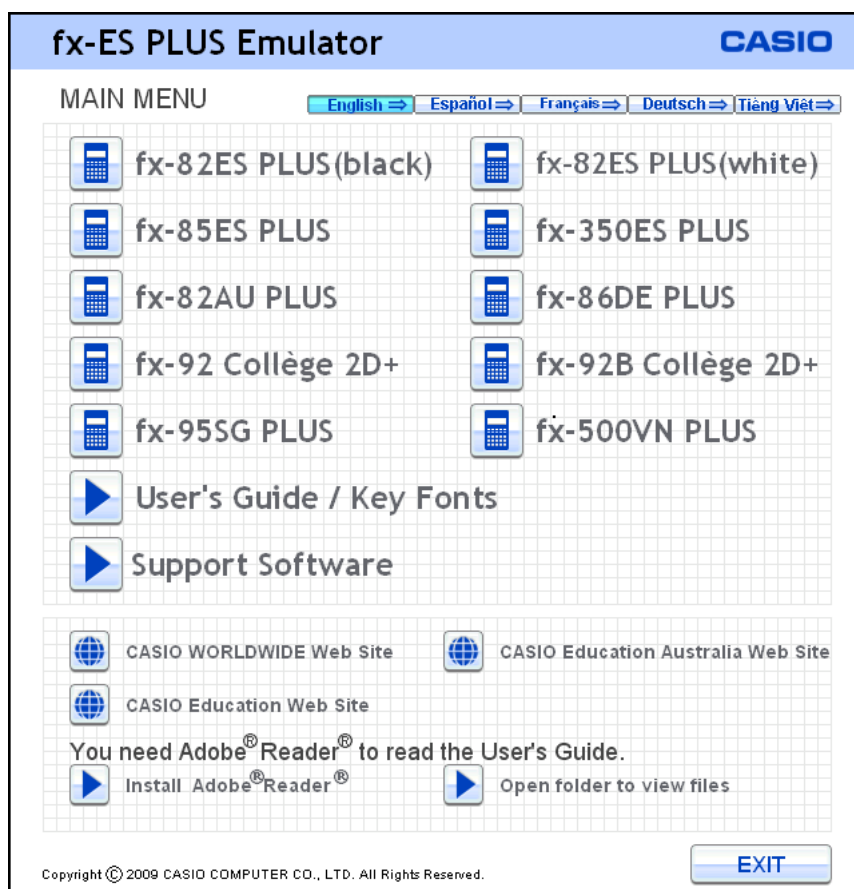 fx-ES PLUS Emulator CASIO
MAIN MENU
English ⇒ Español ⇒ Français ⇒ Deutsch ⇒ Tiêng Việt ⇒
fx-82ES PLUS(black) fx-82ES PLUS(white)
fx-85ES PLUS fx-350ES PLUS
fx-82AU PLUS fx-86DE PLUS
fx-92 Collège 2D+ fx-92B Collège 2D+
fx-95SG PLUS fx-500VN PLUS
User's Guide / Key Fonts
Support Software
CASIO WORLDWIDE Web Site CASIO Education Australia Web Site
CASIO Education Web Site
You need Adobe® Reader® to read the User's Guide.
Install Adobe®Reader® Open folder to view files
Copyright © 2009 CASIO COMPUTER CO., LTD. All Rights Reserved. EXIT